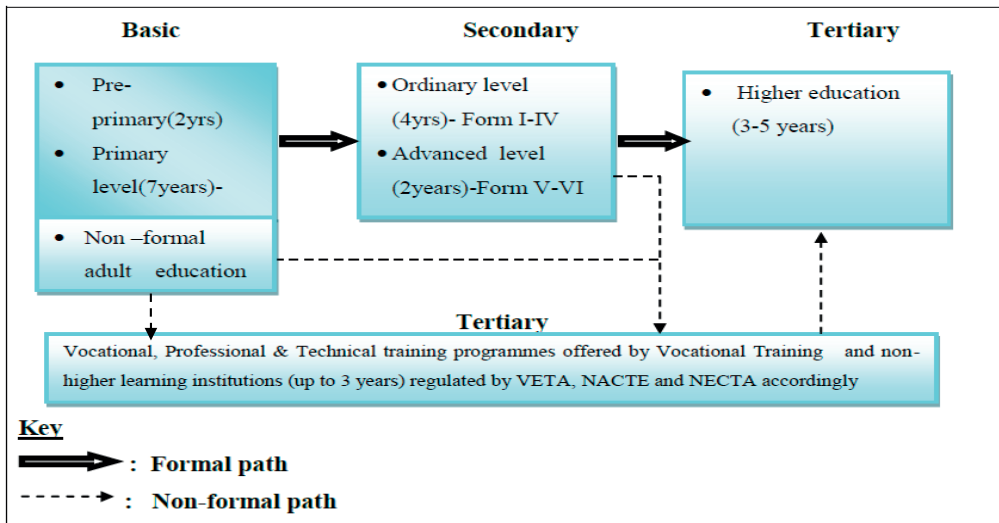 Basic
Secondary
Tertiary
• Pre-
primary(2yrs)
• Primary
level(7years)-
• Non –formal
adult education
• Ordinary level
(4yrs)- Form I-IV
• Advanced level
(2years)-Form V-VI
• Higher education
(3-5 years)
Tertiary
Vocational, Professional & Technical training programmes offered by Vocational Training and non-
higher learning institutions (up to 3 years) regulated by VETA, NACTE and NECTA accordingly
Key
: Formal path
: Non-formal path